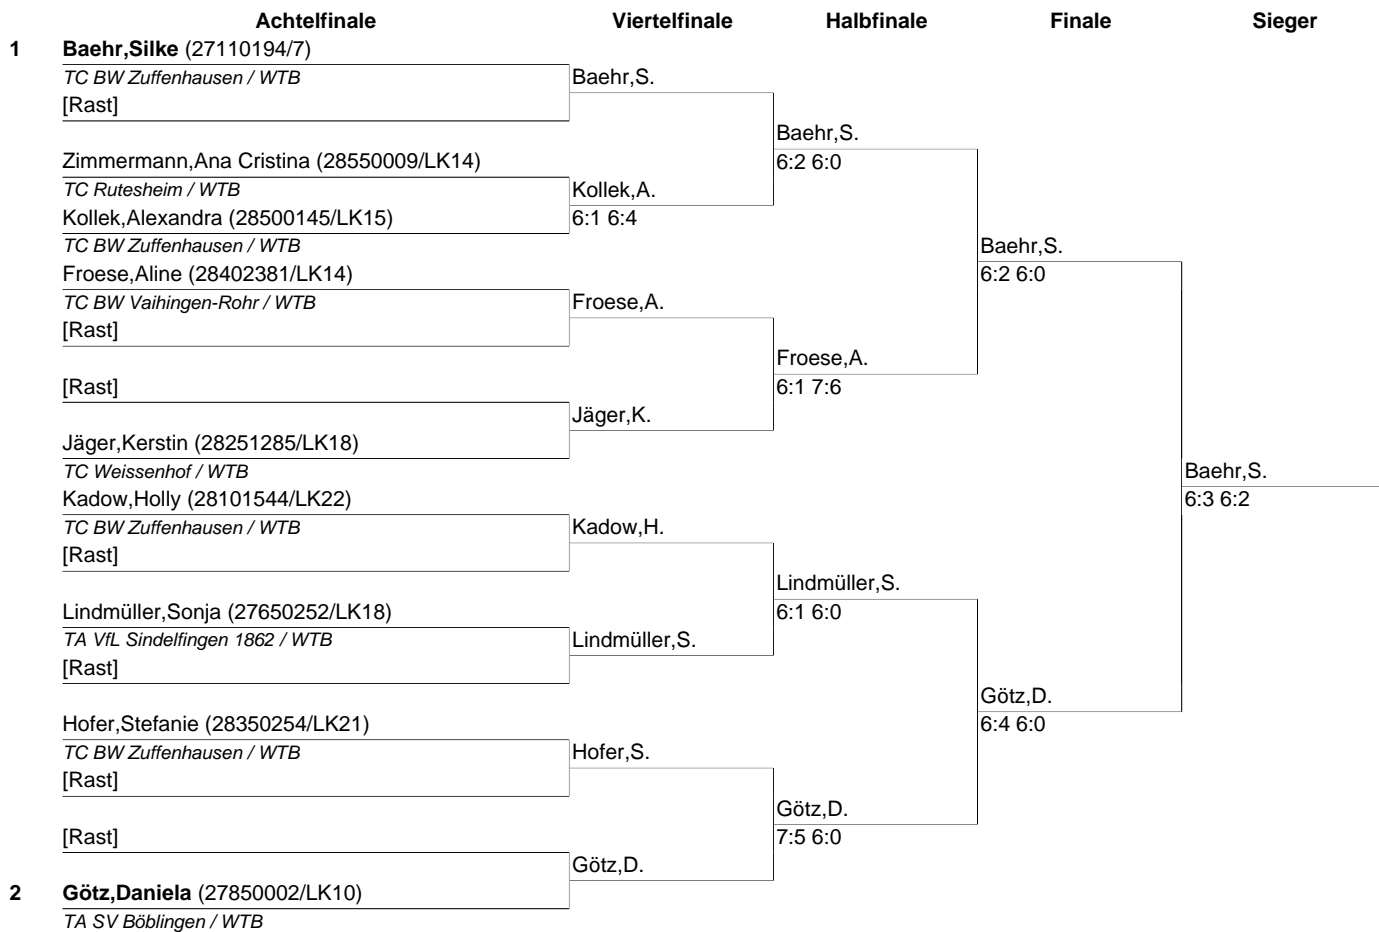 Achtelfinale Viertelfinale Halbfinale Finale Sieger
1 Baehr,Silke (27110194/7)
TC BW Zuffenhausen / WTB Baehr,S.
[Rast]
Baehr,S.
Zimmermann,Ana Cristina (28550009/LK14) 6:2 6:0
TC Rutesheim / WTB Kollek,A.
Kollek,Alexandra (28500145/LK15) 6:1 6:4
TC BW Zuffenhausen / WTB Baehr,S.
Froese,Aline (28402381/LK14) 6:2 6:0
TC BW Vaihingen-Rohr / WTB Froese,A.
[Rast]
Froese,A.
[Rast] 6:1 7:6
Jäger,K.
Jäger,Kerstin (28251285/LK18)
TC Weissenhof / WTB Baehr,S.
Kadow,Holly (28101544/LK22) 6:3 6:2
TC BW Zuffenhausen / WTB Kadow,H.
[Rast]
Lindmüller,S.
Lindmüller,Sonja (27650252/LK18) 6:1 6:0
TA VfL Sindelfingen 1862 / WTB Lindmüller,S.
[Rast]
Götz,D.
Hofer,Stefanie (28350254/LK21) 6:4 6:0
TC BW Zuffenhausen / WTB Hofer,S.
[Rast]
Götz,D.
[Rast] 7:5 6:0
Götz,D.
2 Götz,Daniela (27850002/LK10)
TA SV Böblingen / WTB